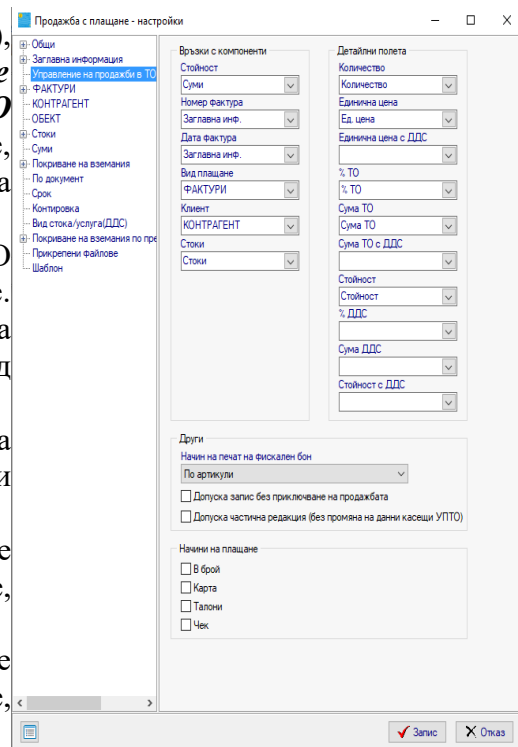 Продажба с плащане - настройки
Общи
Заглавна информация
Управление на продажби в ТО
ФАКТУРИ
КОНТРАГЕНТ
ОБЕКТ
Стоки
Суми
Покриване на вземания
По документ
Срок
Контировка
Вид стока/услуга(ДДС)
Покриване на вземания по пре
Прикрепени файлове
Шаблон
Връзки с компоненти
Стойност
Суми
Номер фактура
Заглавна инф.
Дата фактура
Заглавна инф.
Вид плащане
ФАКТУРИ
Клиент
КОНТРАГЕНТ
Стоки
Стоки
Детайлни полета
Количество
Количество
Единична цена
Ед. цена
Единична цена с ДДС
% ТО
% ТО
Сума ТО
Сума ТО
Сума ТО с ДДС
Стойност
Стойност
% ДДС
Сума ДДС
Стойност с ДДС
Други
Начин на печат на фискален бон
По артикули
Допуска запис без приключване на продажбата
Допуска частична редакция (без промяна на данни касещи УПТО)
Начини на плащане
В брой
Карта
Талони
Чек
Запис
Отказ